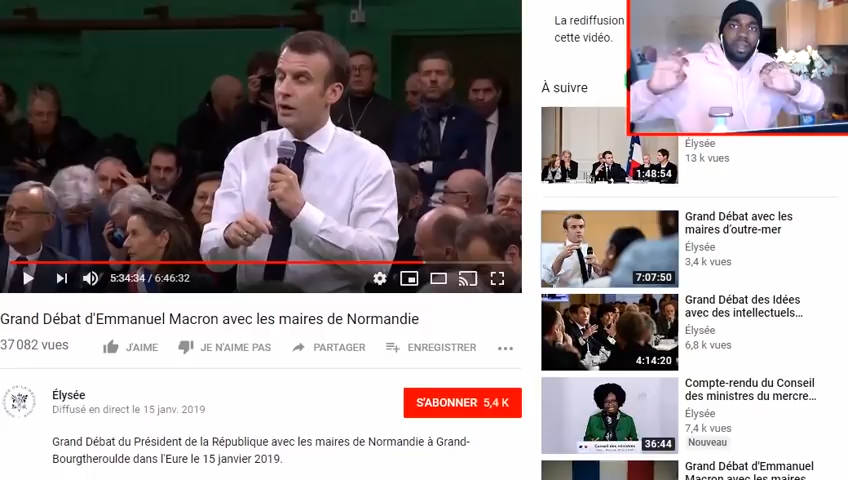 5:34:34 / 6:46:32
Grand Débat d'Emmanuel Macron avec les maires de Normandie
37 082 vues
J'AIME
JE N'AIME PAS
PARTAGER
ENREGISTRER
Élysée
Diffusé en direct le 15 janv. 2019
S'ABONNER 5,4 K
Grand Débat du Président de la République avec les maires de Normandie à Grand-
Bourgtheroulde dans l'Eure le 15 janvier 2019.
La rediffusion
cette vidéo.
À suivre
1:48:54
Élysée
13 k vues
7:07:50
Grand Débat avec les
maires d'outre-mer
Élysée
3,4 k vues
4:14:20
Grand Débat des Idées
avec des intellectuels...
Élysée
6,8 k vues
36:44
Compte-rendu du Conseil
des ministres du mercre...
Élysée
7,4 k vues
Nouveau
Grand Débat d'Emmanuel
Macron avec les maires